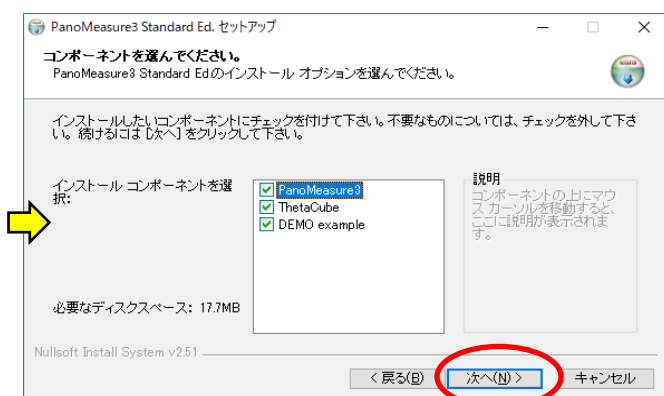 PanoMeasure3 Standard Ed. セットアップ
コンポーネントを選んでください。
PanoMeasure3 Standard Ed.のインストール オプションを選んでください。
インストールしたいコンポーネントにチェックを付けて下さい。不要なものについては、チェックを外して下さ
い。続けるには [次へ] をクリックして下さい。
インストール コンポーネントを選
択:
PanoMeasure3
ThetaCube
DEMO example
説明
コンポーネントの上にマウ
ス カーソルを移動すると、
ここに説明が表示されま
す。
必要なディスクスペース: 17.7MB
Nullsoft Install System v2.51
< 戻る(B)
次へ(N) >
キャンセル